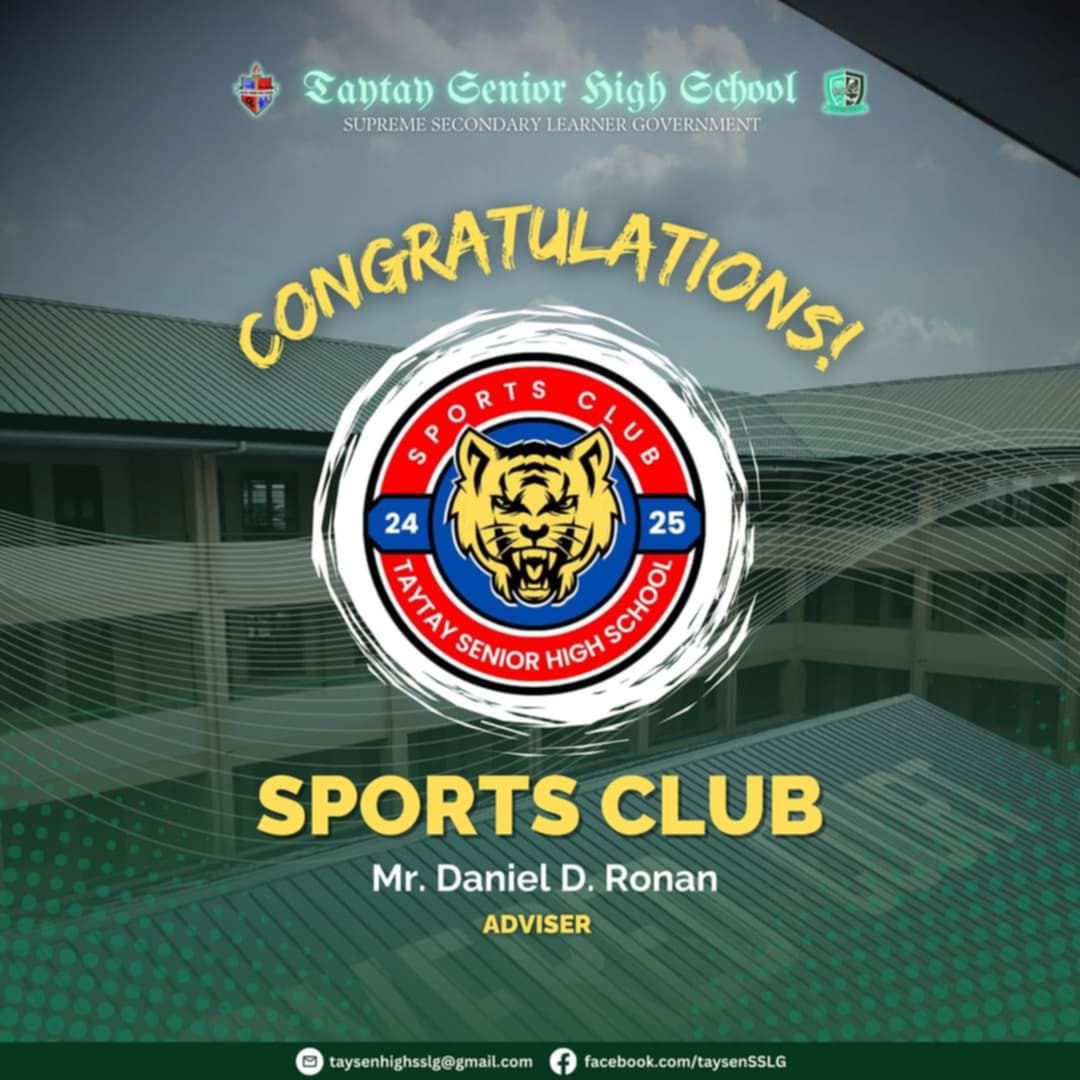 Taytay Senior High School
SUPREME SECONDARY LEARNER GOVERNMENT
CONGRATULATIONS!
SPORTS CLUB
24 25
TAYTAY SENIOR HIGH SCHOOL
SPORTS CLUB
Mr. Daniel D. Ronan
ADVISER
taysenhighsslg@gmail.com facebook.com/taysenSSLG